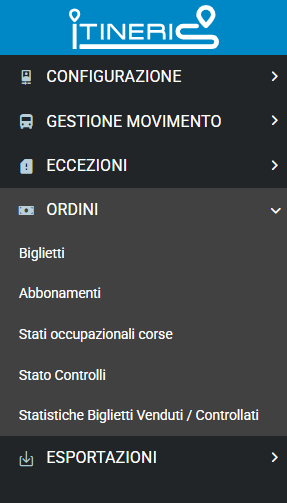 iTINERIS
CONFIGURAZIONE
GESTIONE MOVIMENTO
ECCEZIONI
ORDINI
Biglietti
Abbonamenti
Stati occupazionali corse
Stato Controlli
Statistiche Biglietti Venduti / Controllati
ESPORTAZIONI